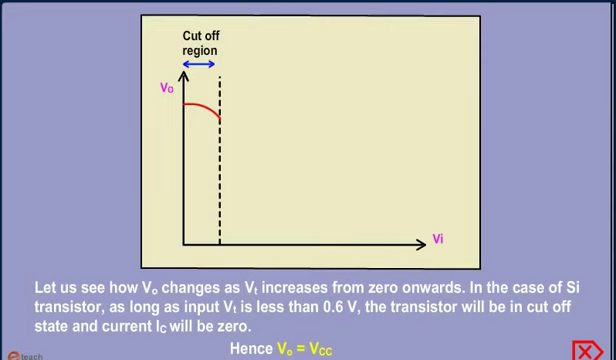 Cut off
region
Vo
Vi
Let us see how Vo changes as Vt increases from zero onwards. In the case of Si
transistor, as long as input Vt is less than 0.6 V, the transistor will be in cut off
state and current IC will be zero.
Hence Vo = VCC
e teach